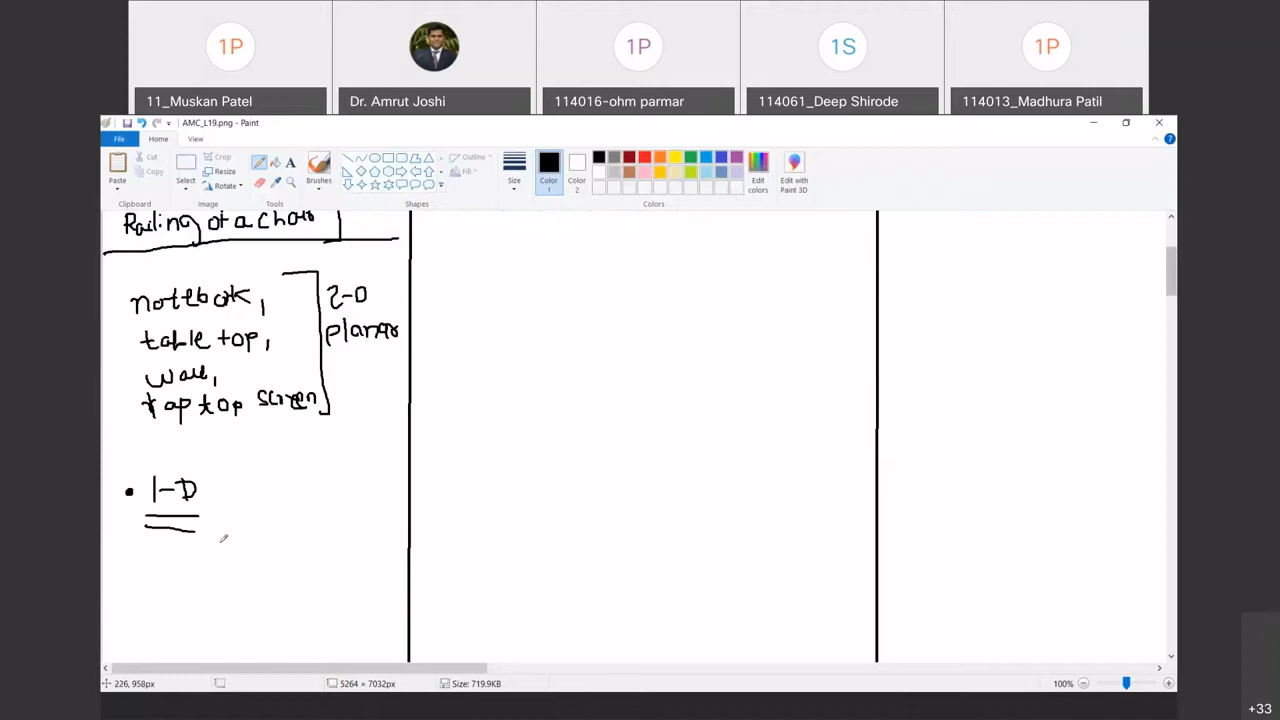 1P
1P
1S
1P
11_Muskan Patel
Dr. Amrut Joshi
114016-ohm parmar
114061_Deep Shirode
114013_Madhura Patil
AMC_L19.png - Paint
File
Home
View
Paste
Cut
Copy
Clipboard
Select
Crop
Resize
Rotate
Image
Tools
Brushes
Shapes
Outline
Fill
Size
Color 1
Color 2
Colors
Edit colors
Edit with Paint 3D
Railing of a
notebook,
table top,
wall,
screen
2-D
planar
• 1-D
226, 958px
5264 × 7032px
Size: 719.9KB
100%
+33